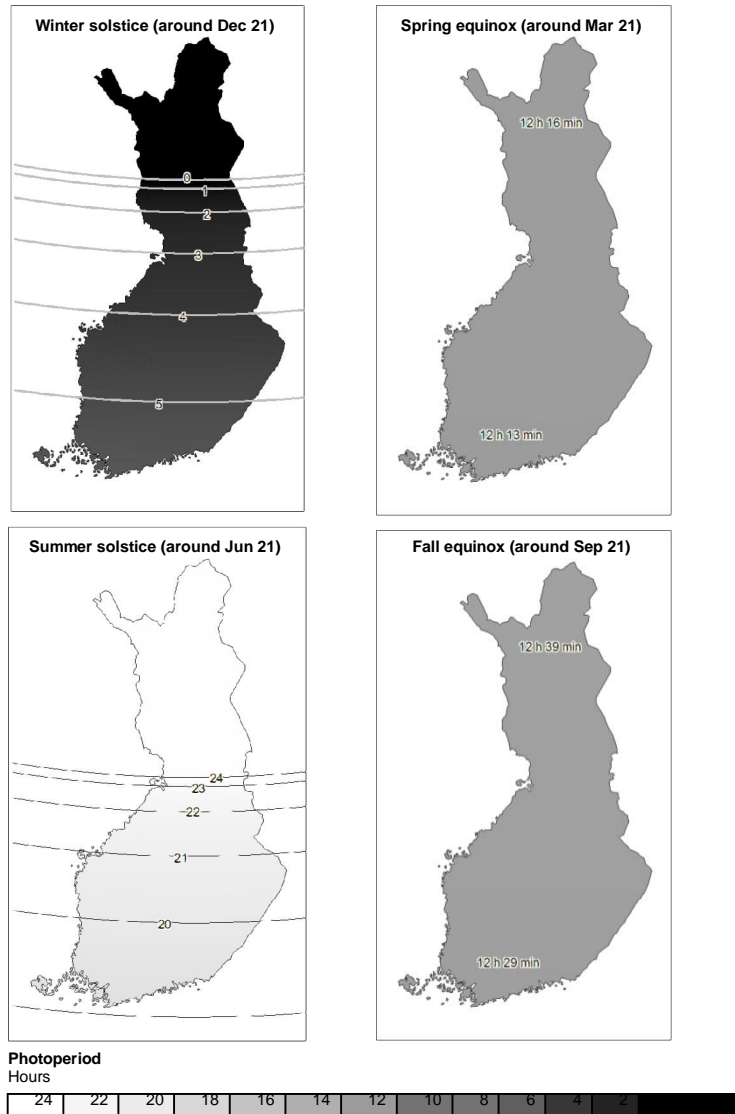 Winter solstice (around Dec 21)
0
1
2
3
4
5
Spring equinox (around Mar 21)
12 h 16 min
12 h 13 min
Summer solstice (around Jun 21)
24
23
22
21
20
Fall equinox (around Sep 21)
12 h 39 min
12 h 29 min
Photoperiod
Hours
24 22 20 18 16 14 12 10 8 6 4 2